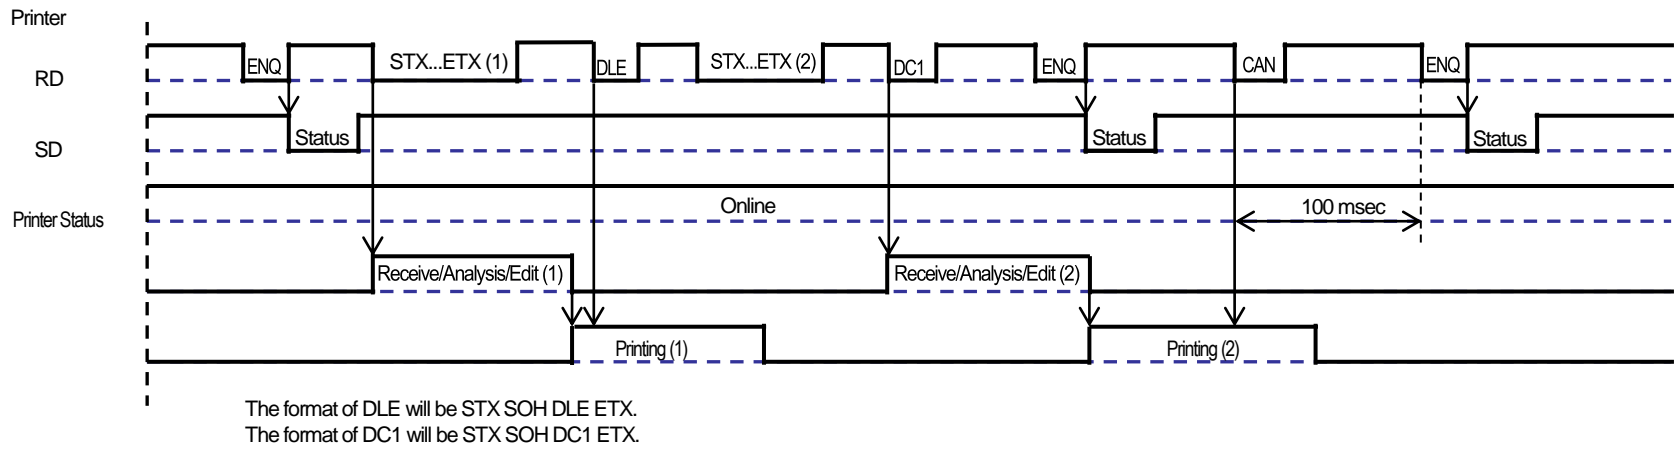 Printer
RD
ENQ
STX...ETX (1)
DLE
STX...ETX (2)
DC1
ENQ
CAN
ENQ
SD
Status
Status
Status
Printer Status
Online
100 msec
Receive/Analysis/Edit (1)
Receive/Analysis/Edit (2)
Printing (1)
Printing (2)
The format of DLE will be STX SOH DLE ETX.
The format of DC1 will be STX SOH DC1 ETX.